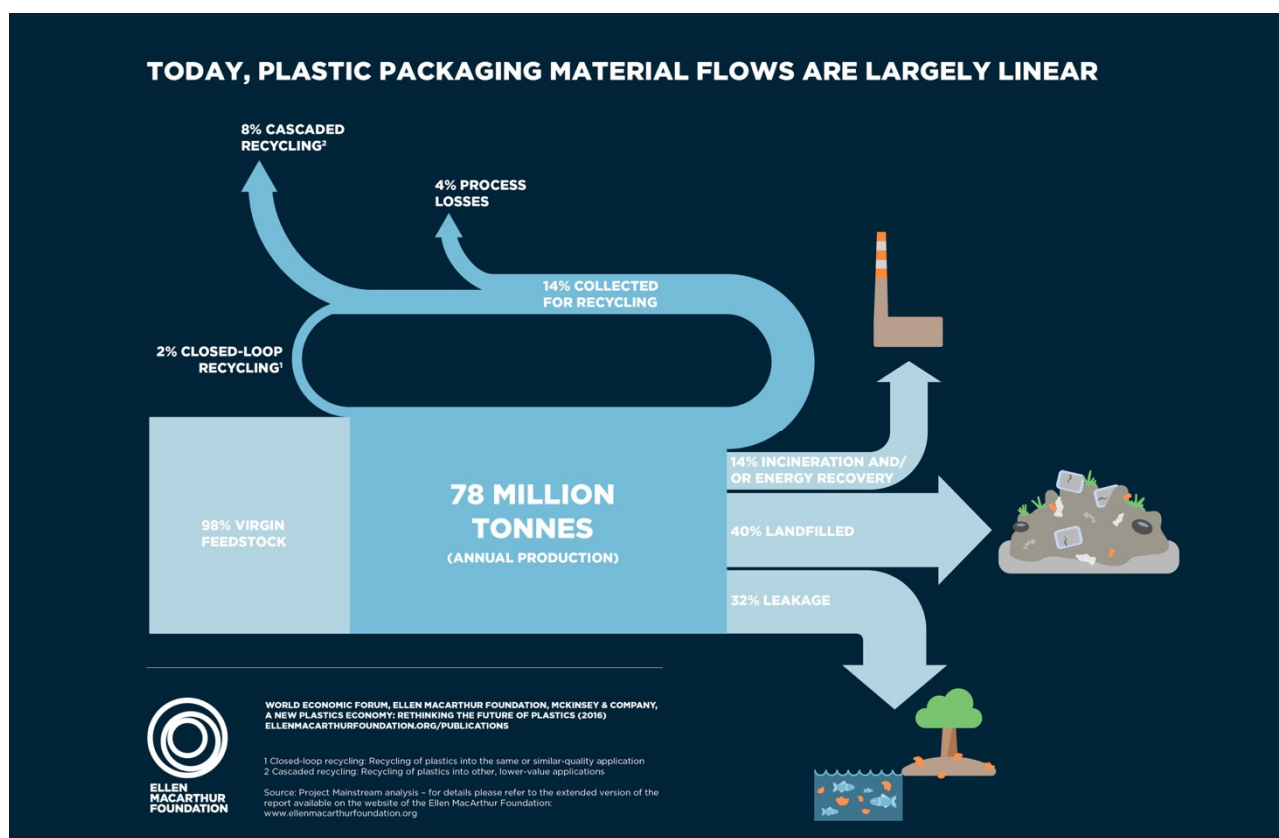 TODAY, PLASTIC PACKAGING MATERIAL FLOWS ARE LARGELY LINEAR
8% CASCADED
RECYCLING²
4% PROCESS
LOSSES
14% COLLECTED
FOR RECYCLING
2% CLOSED-LOOP
RECYCLING¹
98% VIRGIN
FEEDSTOCK
78 MILLION
TONNES
(ANNUAL PRODUCTION)
14% INCINERATION AND/
OR ENERGY RECOVERY
40% LANDFILLED
32% LEAKAGE
ELLEN
MACARTHUR
FOUNDATION
WORLD ECONOMIC FORUM, ELLEN MACARTHUR FOUNDATION, MCKINSEY & COMPANY,
A NEW PLASTICS ECONOMY: RETHINKING THE FUTURE OF PLASTICS (2016)
ELLENMACARTHURFOUNDATION.ORG/PUBLICATIONS
1 Closed-loop recycling: Recycling of plastics into the same or similar-quality application
2 Cascaded recycling: Recycling of plastics into other, lower-value applications
Source: Project Mainstream analysis – for details please refer to the extended version of the
report available on the website of the Ellen MacArthur Foundation:
www.ellenmacarthurfoundation.org